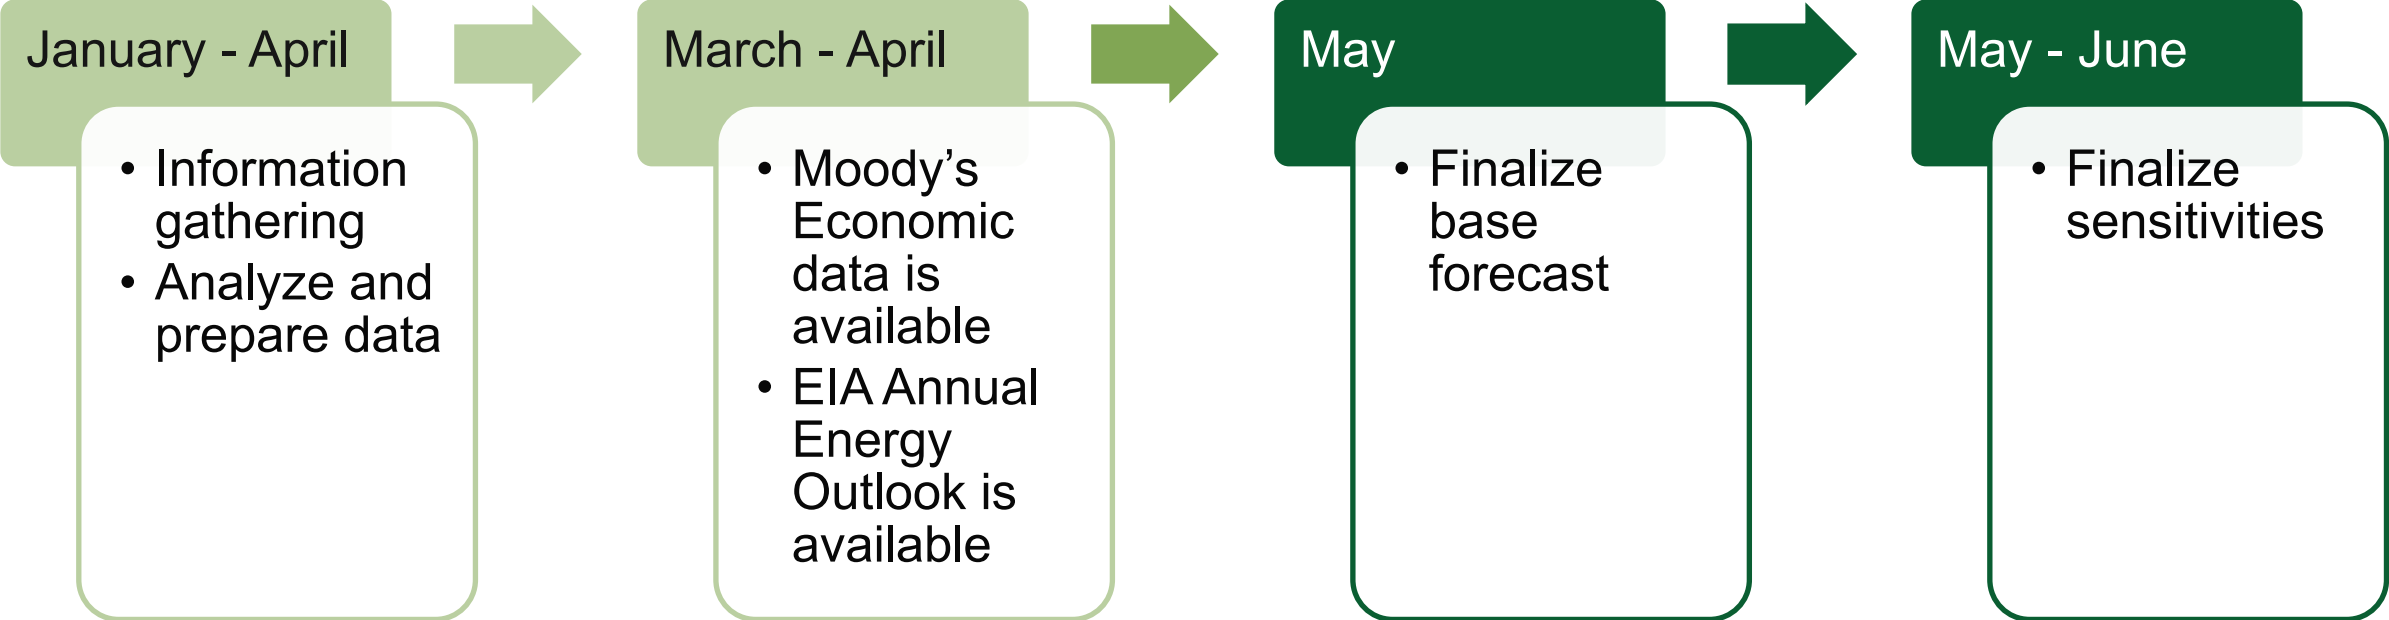 January - April
• Information
gathering
• Analyze and
prepare data
March - April
• Moody’s
Economic
data is
available
• EIA Annual
Energy
Outlook is
available
May
• Finalize
base
forecast
May - June
• Finalize
sensitivities